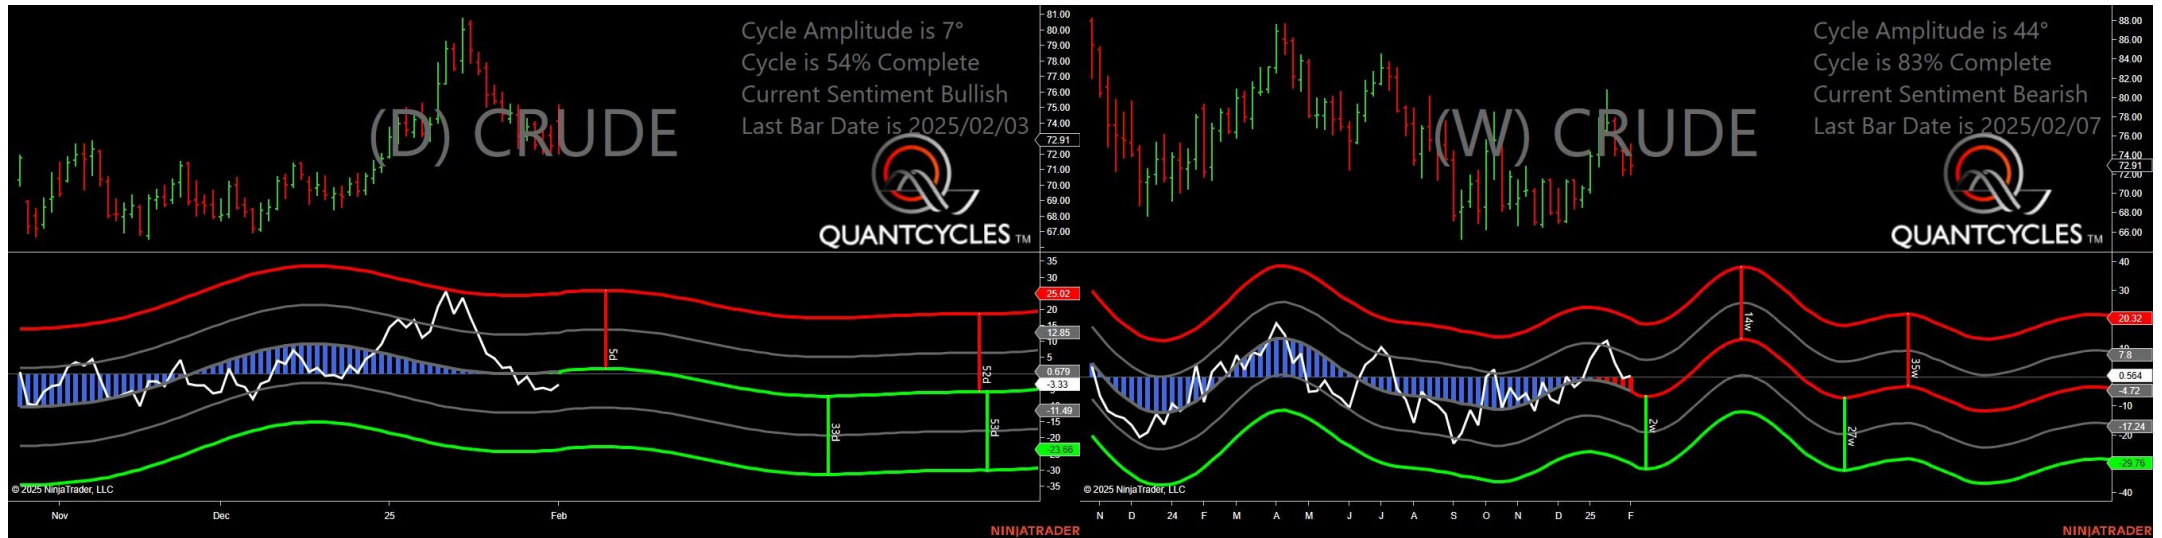 Cycle Amplitude is 7°
Cycle is 54% Complete
Current Sentiment Bullish
Last Bar Date is 2025/02/03
(D) CRUDE
QUANTCYCLES TM
81.00
80.00
79.00
78.00
77.00
76.00
75.00
74.00
72.91
72.00
71.00
70.00
69.00
68.00
67.00
35
30
25.02
20
15
12.85
10
5
0.679
-3.33
-11.49
-15
-20
-23.66
-30
-35
5d
33d
52d
53d
© 2025 NinjaTrader, LLC
Nov
Dec
25
Feb
NINJATRADER
Cycle Amplitude is 44°
Cycle is 83% Complete
Current Sentiment Bearish
Last Bar Date is 2025/02/07
(W) CRUDE
QUANTCYCLES TM
88.00
86.00
84.00
82.00
80.00
78.00
76.00
74.00
72.91
72.00
70.00
68.00
66.00
40
30
20.32
10
7.8
0.564
-4.72
-10
-17.24
-20
-29.76
-40
2w
14w
27w
35w
© 2025 NinjaTrader, LLC
N D 24 F M A M J J A S O N D 25 F
NINJATRADER